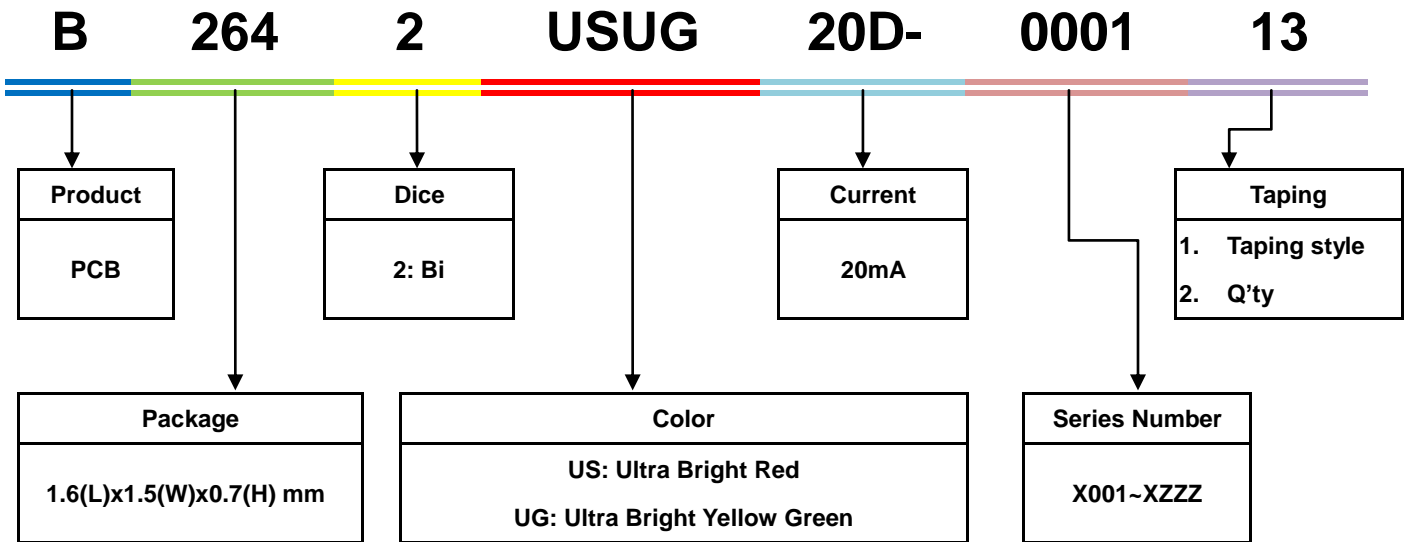 B 264 2 USUG 20D- 0001 13
Product
PCB
Dice
2: Bi
Current
20mA
Taping
1. Taping style
2. Q’ty
Package
1.6(L)x1.5(W)x0.7(H) mm
Color
US: Ultra Bright Red
UG: Ultra Bright Yellow Green
Series Number
X001~XZZZ